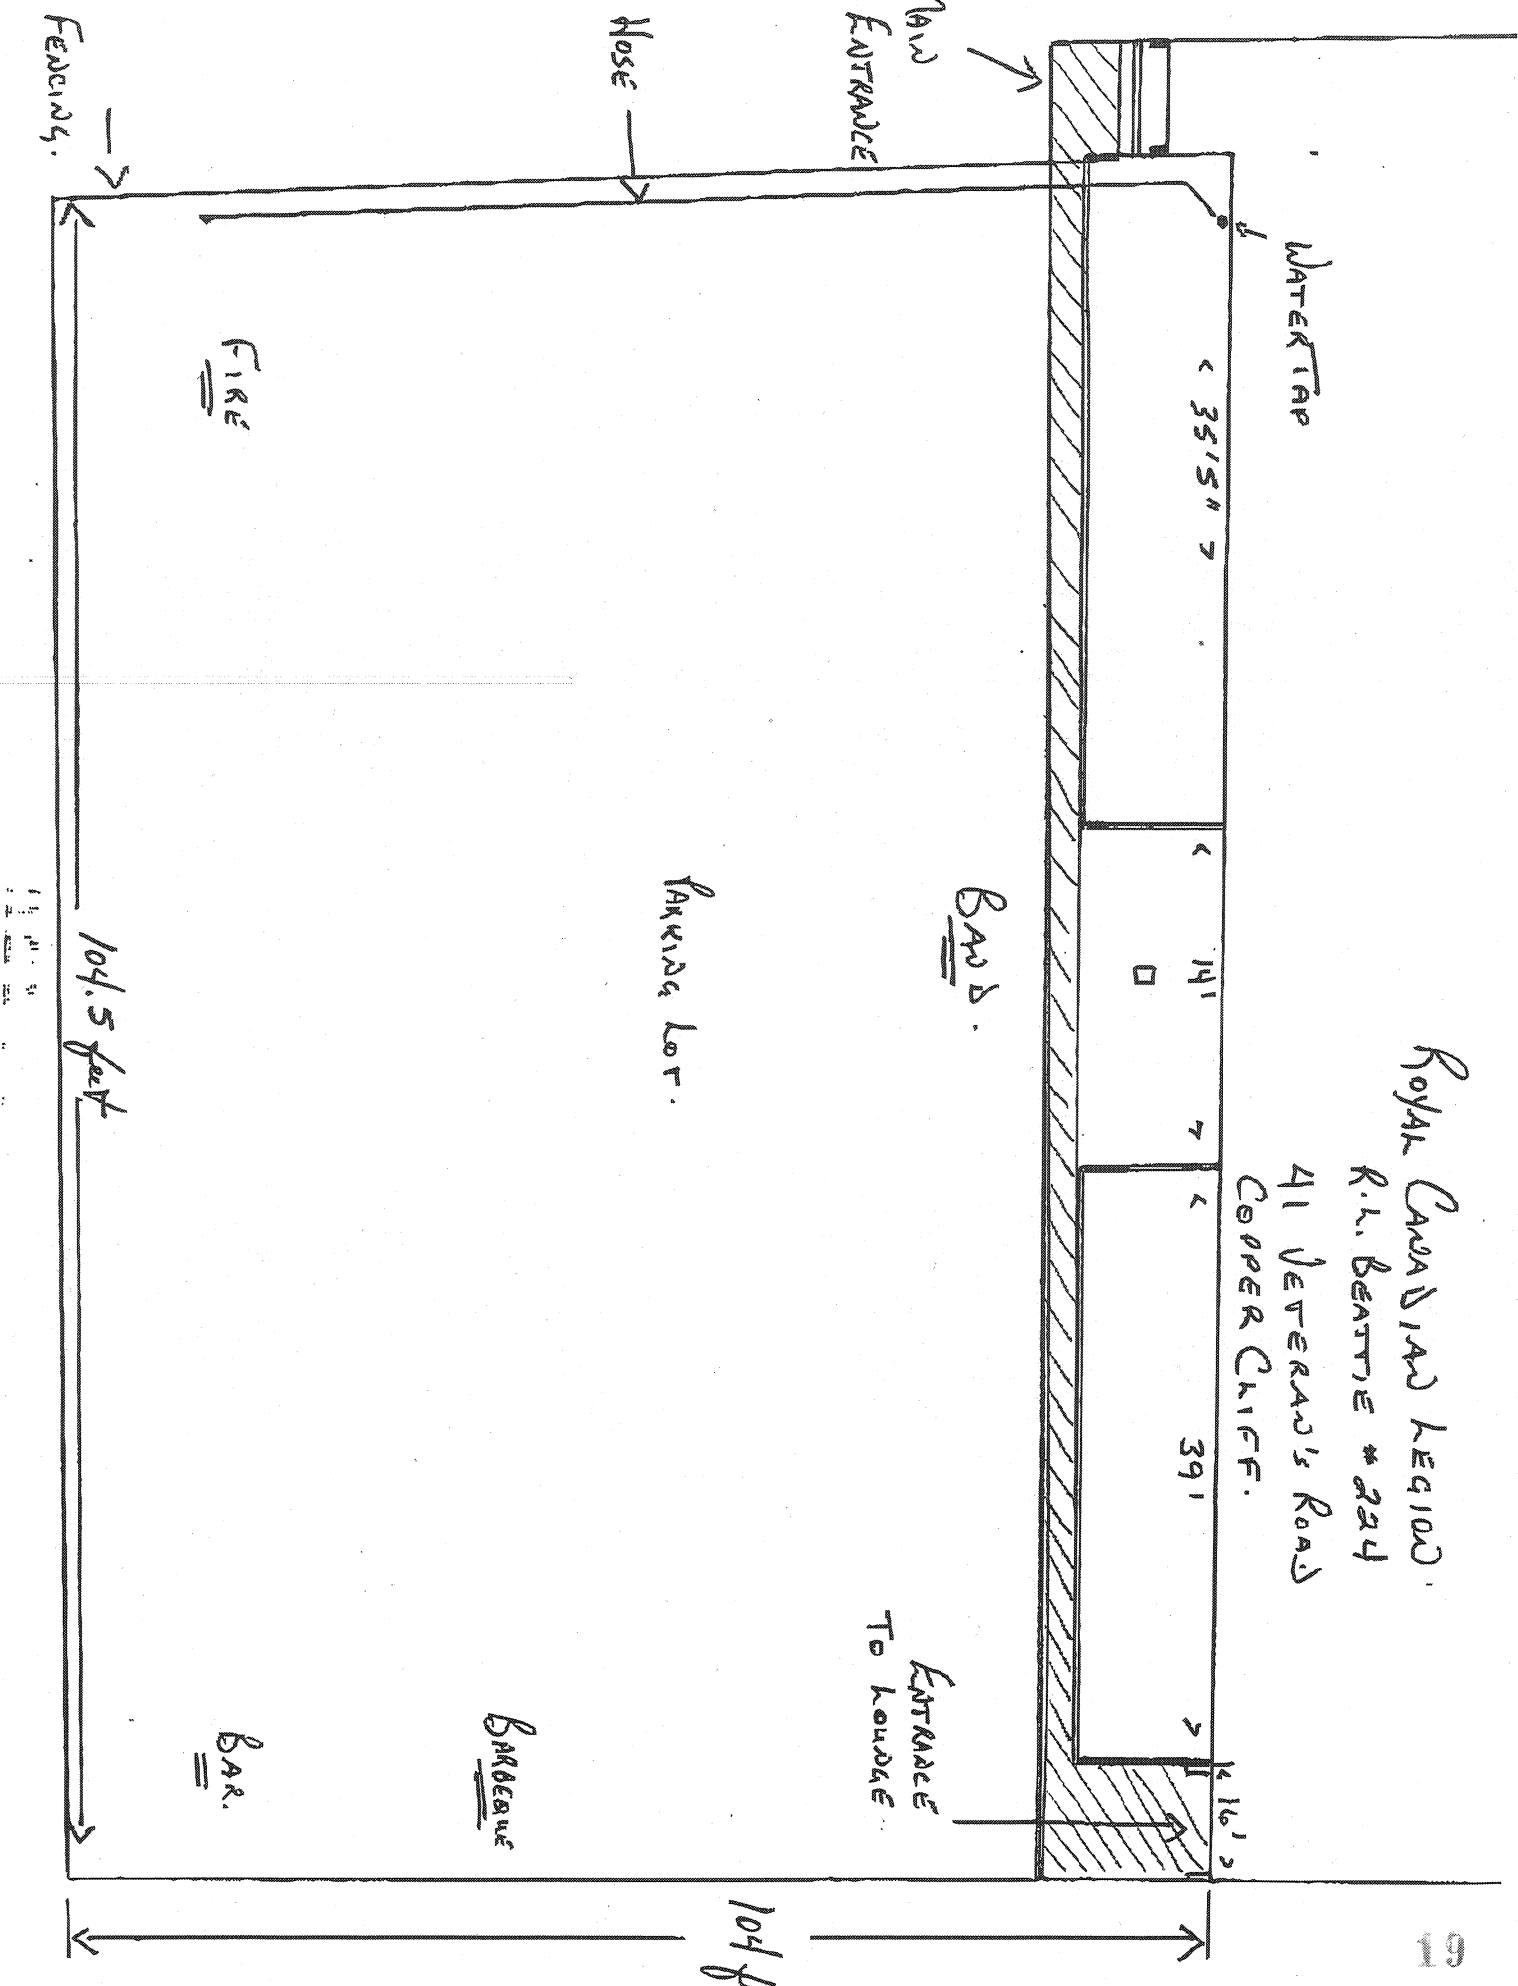 ROYAL CANADIAN LEGION.
R.L. BEATTIE # 224
41 VETERAN'S ROAD
COPPER CLIFF.
WATER TAP
< 35'5" >
< 14' >
< 39' >
< 16' >
MAIN
ENTRANCE
ENTRANCE
TO LOUNGE
BAND.
HOSE
PARKING LOT.
BARBEQUE
FIRE
BAR.
FENCING.
104.5 feet
104 f
19